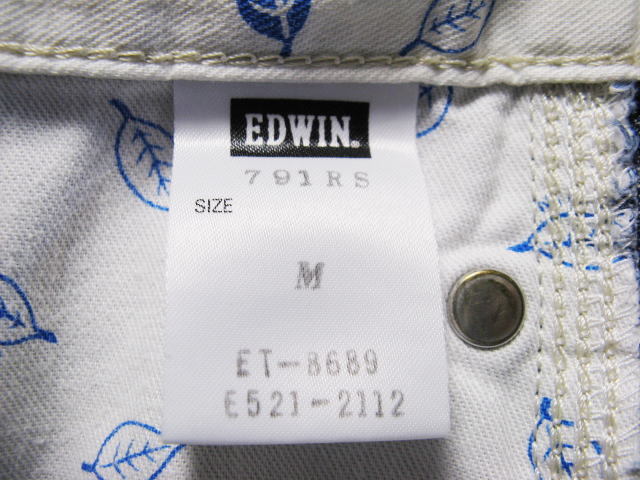 EDWIN.
791RS
SIZE
M
ET-8689
E521-2112